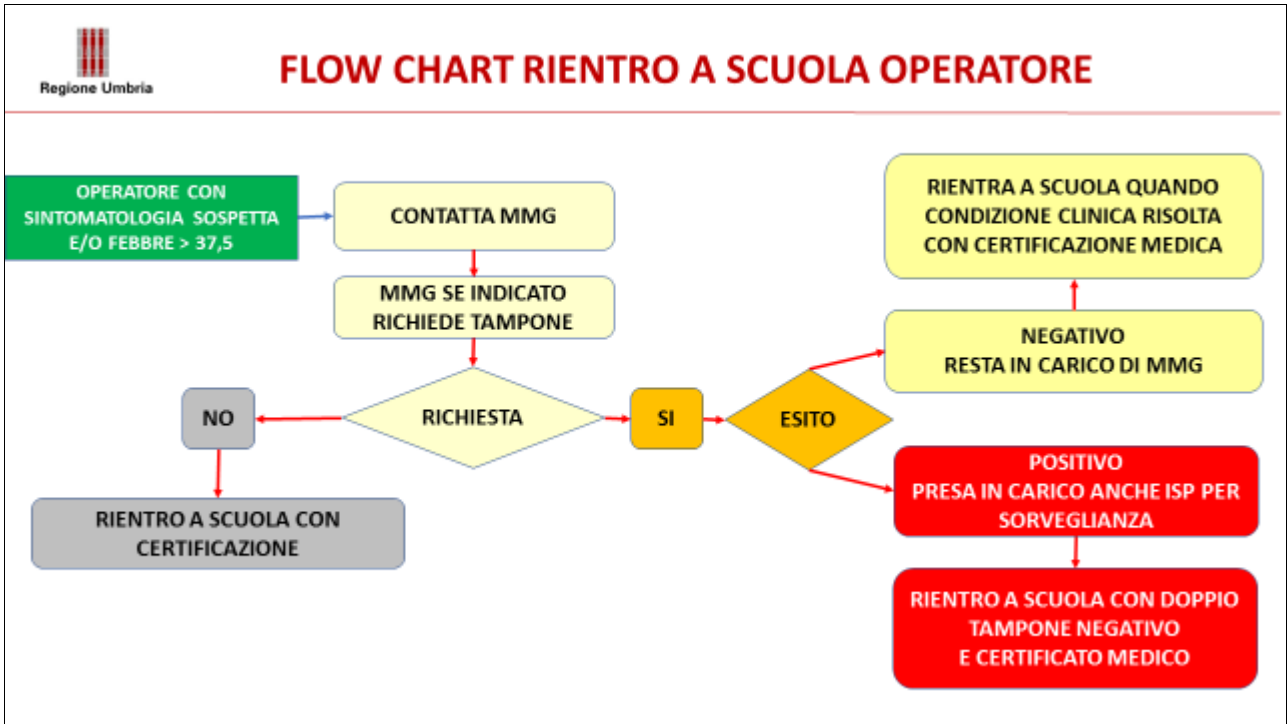 Regione Umbria
FLOW CHART RIENTRO A SCUOLA OPERATORE
OPERATORE CON
SINTOMATOLOGIA SOSPETTA
E/O FEBBRE > 37,5
CONTATTA MMG
MMG SE INDICATO
RICHIEDE TAMPONE
RICHIESTA
NO
RIENTRO A SCUOLA CON
CERTIFICAZIONE
SI
ESITO
RIENTRA A SCUOLA QUANDO
CONDIZIONE CLINICA RISOLTA
CON CERTIFICAZIONE MEDICA
NEGATIVO
RESTA IN CARICO DI MMG
POSITIVO
PRESA IN CARICO ANCHE ISP PER
SORVEGLIANZA
RIENTRO A SCUOLA CON DOPPIO
TAMPONE NEGATIVO
E CERTIFICATO MEDICO